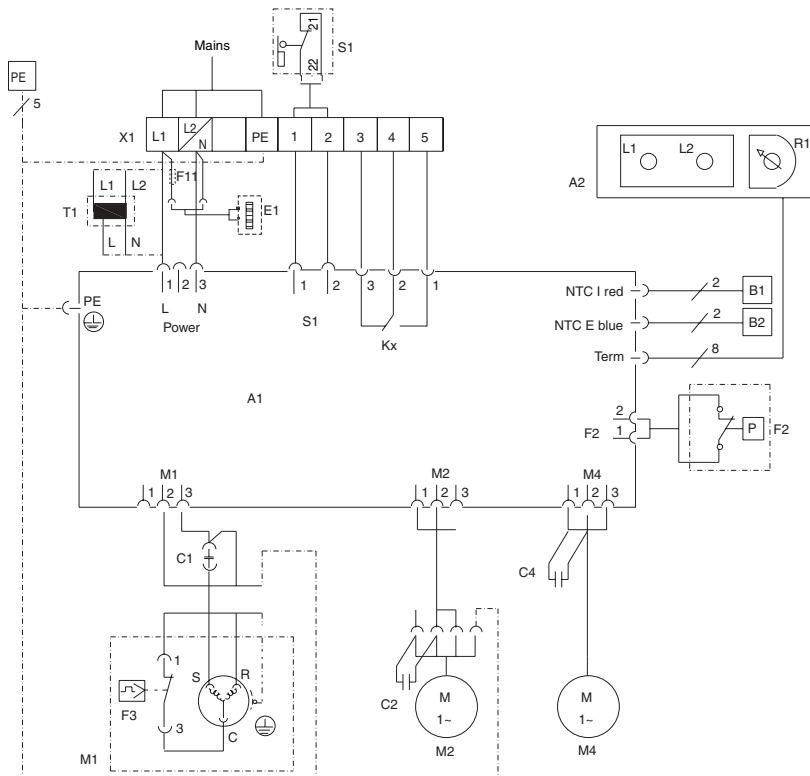 21
22
S1
Mains
PE
5
X1
L1
L2
N
PE
1
2
3
4
5
R1
L1
L2
A2
F11
L1
L2
T1
E1
L
N
1
2
3
1
2
3
2
1
PE
L
N
Power
S1
Kx
NTC I red
2
B1
NTC E blue
2
B2
Term
8
A1
2
1
F2
P
F2
M1
1
2
3
M2
1
2
3
M4
1
2
3
C1
C4
1
S
R
F3
3
C
M1
C2
M
1~
M2
M
1~
M4